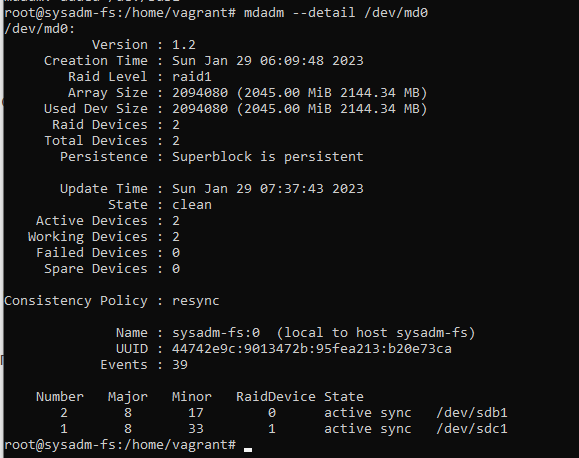 root@sysadm-fs:/home/vagrant# mdadm --detail /dev/md0
/dev/md0:
Version : 1.2
Creation Time : Sun Jan 29 06:09:48 2023
Raid Level : raid1
Array Size : 2094080 (2045.00 MiB 2144.34 MB)
Used Dev Size : 2094080 (2045.00 MiB 2144.34 MB)
Raid Devices : 2
Total Devices : 2
Persistence : Superblock is persistent
Update Time : Sun Jan 29 07:37:43 2023
State : clean
Active Devices : 2
Working Devices : 2
Failed Devices : 0
Spare Devices : 0
Consistency Policy : resync
Name : sysadm-fs:0  (local to host sysadm-fs)
UUID : 44742e9c:9013472b:95fea213:b20e73ca
Events : 39
Number   Major   Minor   RaidDevice State
2       8       17        0      active sync   /dev/sdb1
1       8       33        1      active sync   /dev/sdc1
root@sysadm-fs:/home/vagrant#